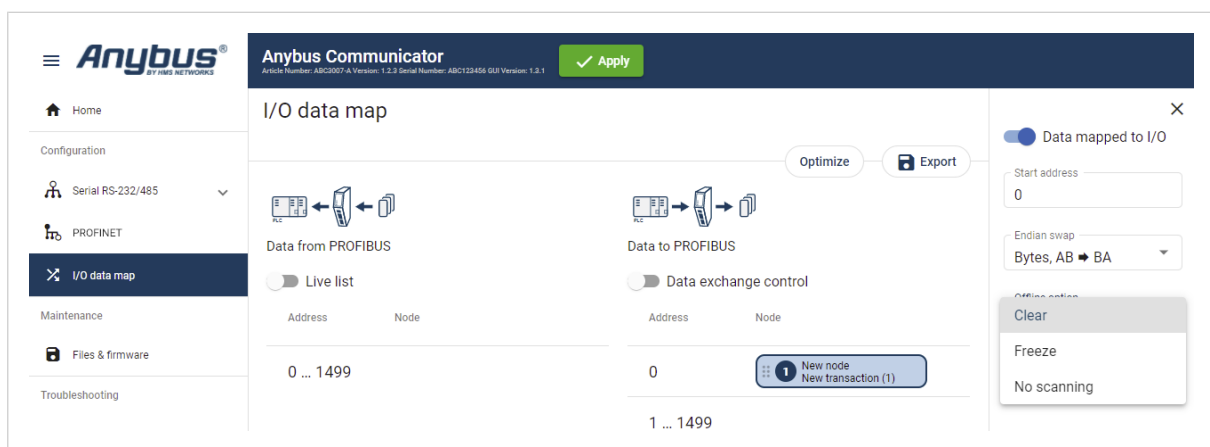 Anybus®
BY HMS NETWORKS
Anybus Communicator
Article Number: ABC3007-A Version: 1.2.3 Serial Number: ABC123456 GUI Version: 1.3.1
Apply
Home
Configuration
Serial RS-232/485
PROFINET
I/O data map
Maintenance
Files & firmware
Troubleshooting
I/O data map
Optimize
Export
PLC
Data from PROFIBUS
Live list
Address Node
0 ... 1499
PLC
Data to PROFIBUS
Data exchange control
Address Node
0
1 New node
New transaction (1)
1 ... 1499
Data mapped to I/O
Start address
0
Endian swap
Bytes, AB ➡ BA
Offline option
Clear
Freeze
No scanning